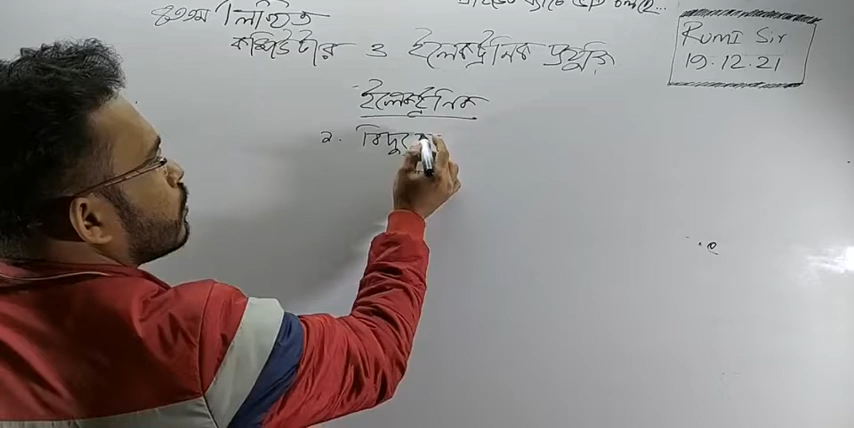 ৪৩তম লিখিত
কম্পিউটার ও ইলেকট্রনিক প্রযুক্তি
Rumi Sir
19.12.21
ইলেকট্রনিক
১. বিদ্যুৎ